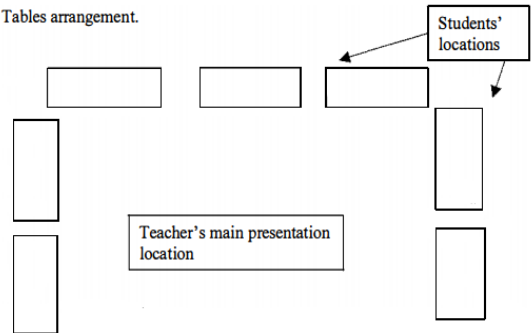 Tables arrangement.
Students'
locations
Teacher's main presentation
location